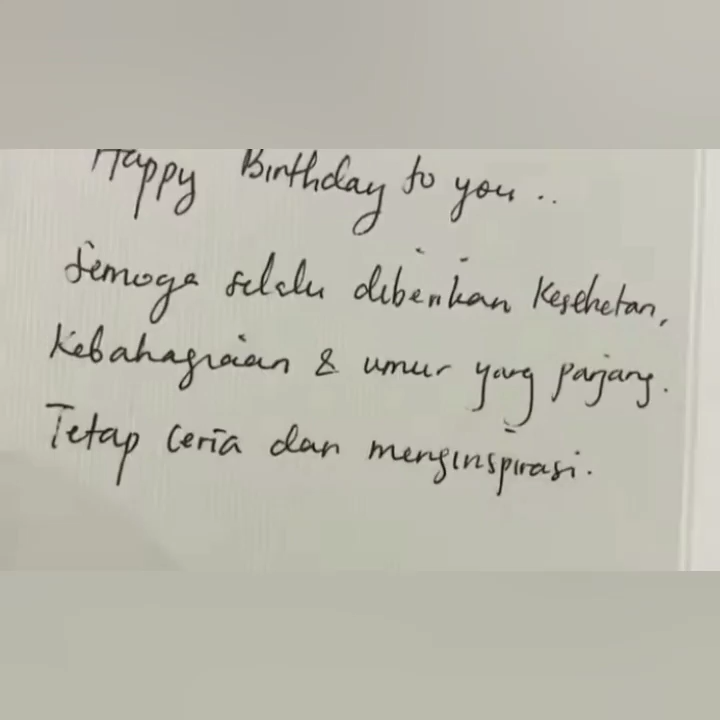 Happy Birthday to you..
Semoga selalu diberikan Kesehatan,
Kebahagiaan & umur yang panjang.
Tetap Ceria dan menginspirasi.